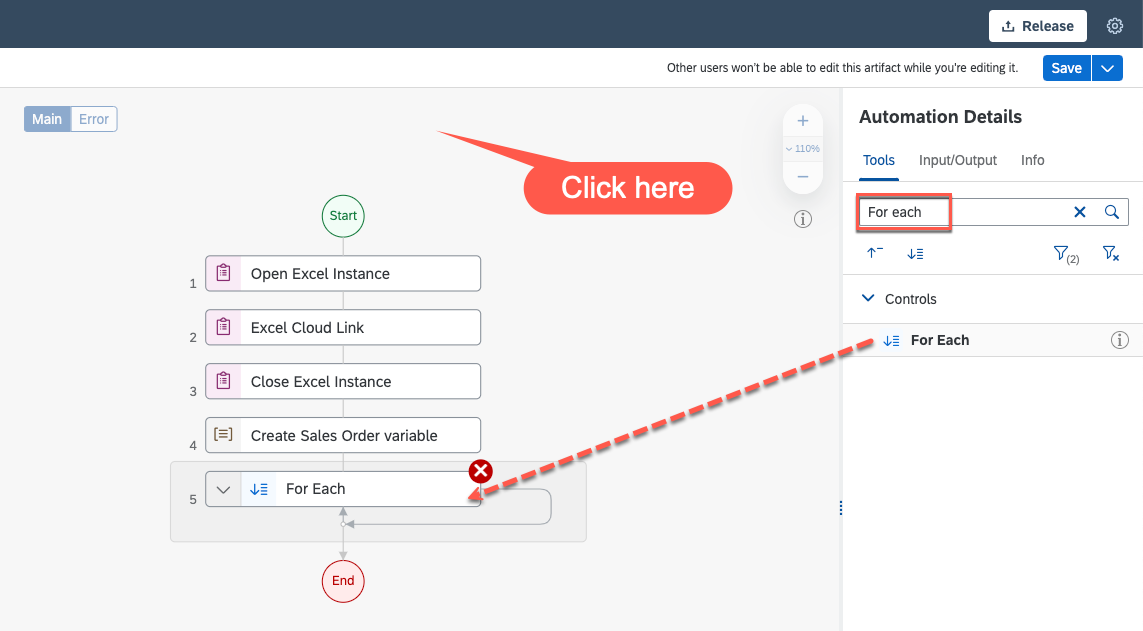 Release
Other users won't be able to edit this artifact while you're editing it.
Save
Main
Error
Click here
110%
Start
1
Open Excel Instance
2
Excel Cloud Link
3
Close Excel Instance
4
Create Sales Order variable
5
For Each
End
Automation Details
Tools
Input/Output
Info
For each
(2)
Controls
For Each